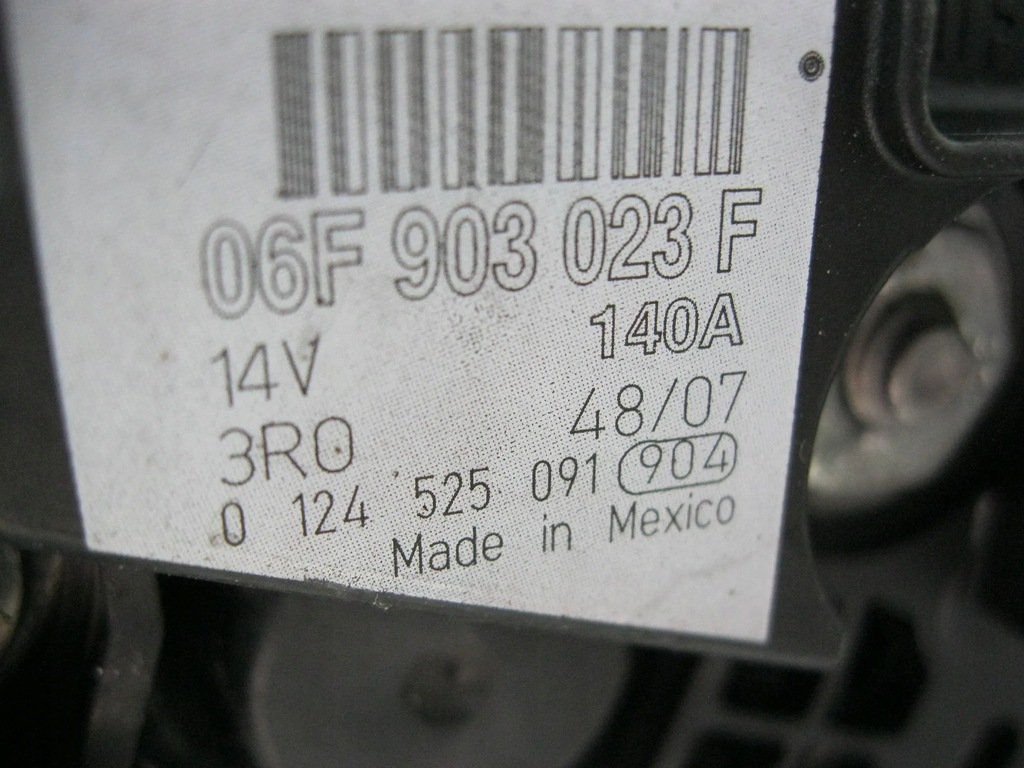 06F 903 023 F
14V 140A
3R0 48/07
0 124 525 091 904
Made in Mexico